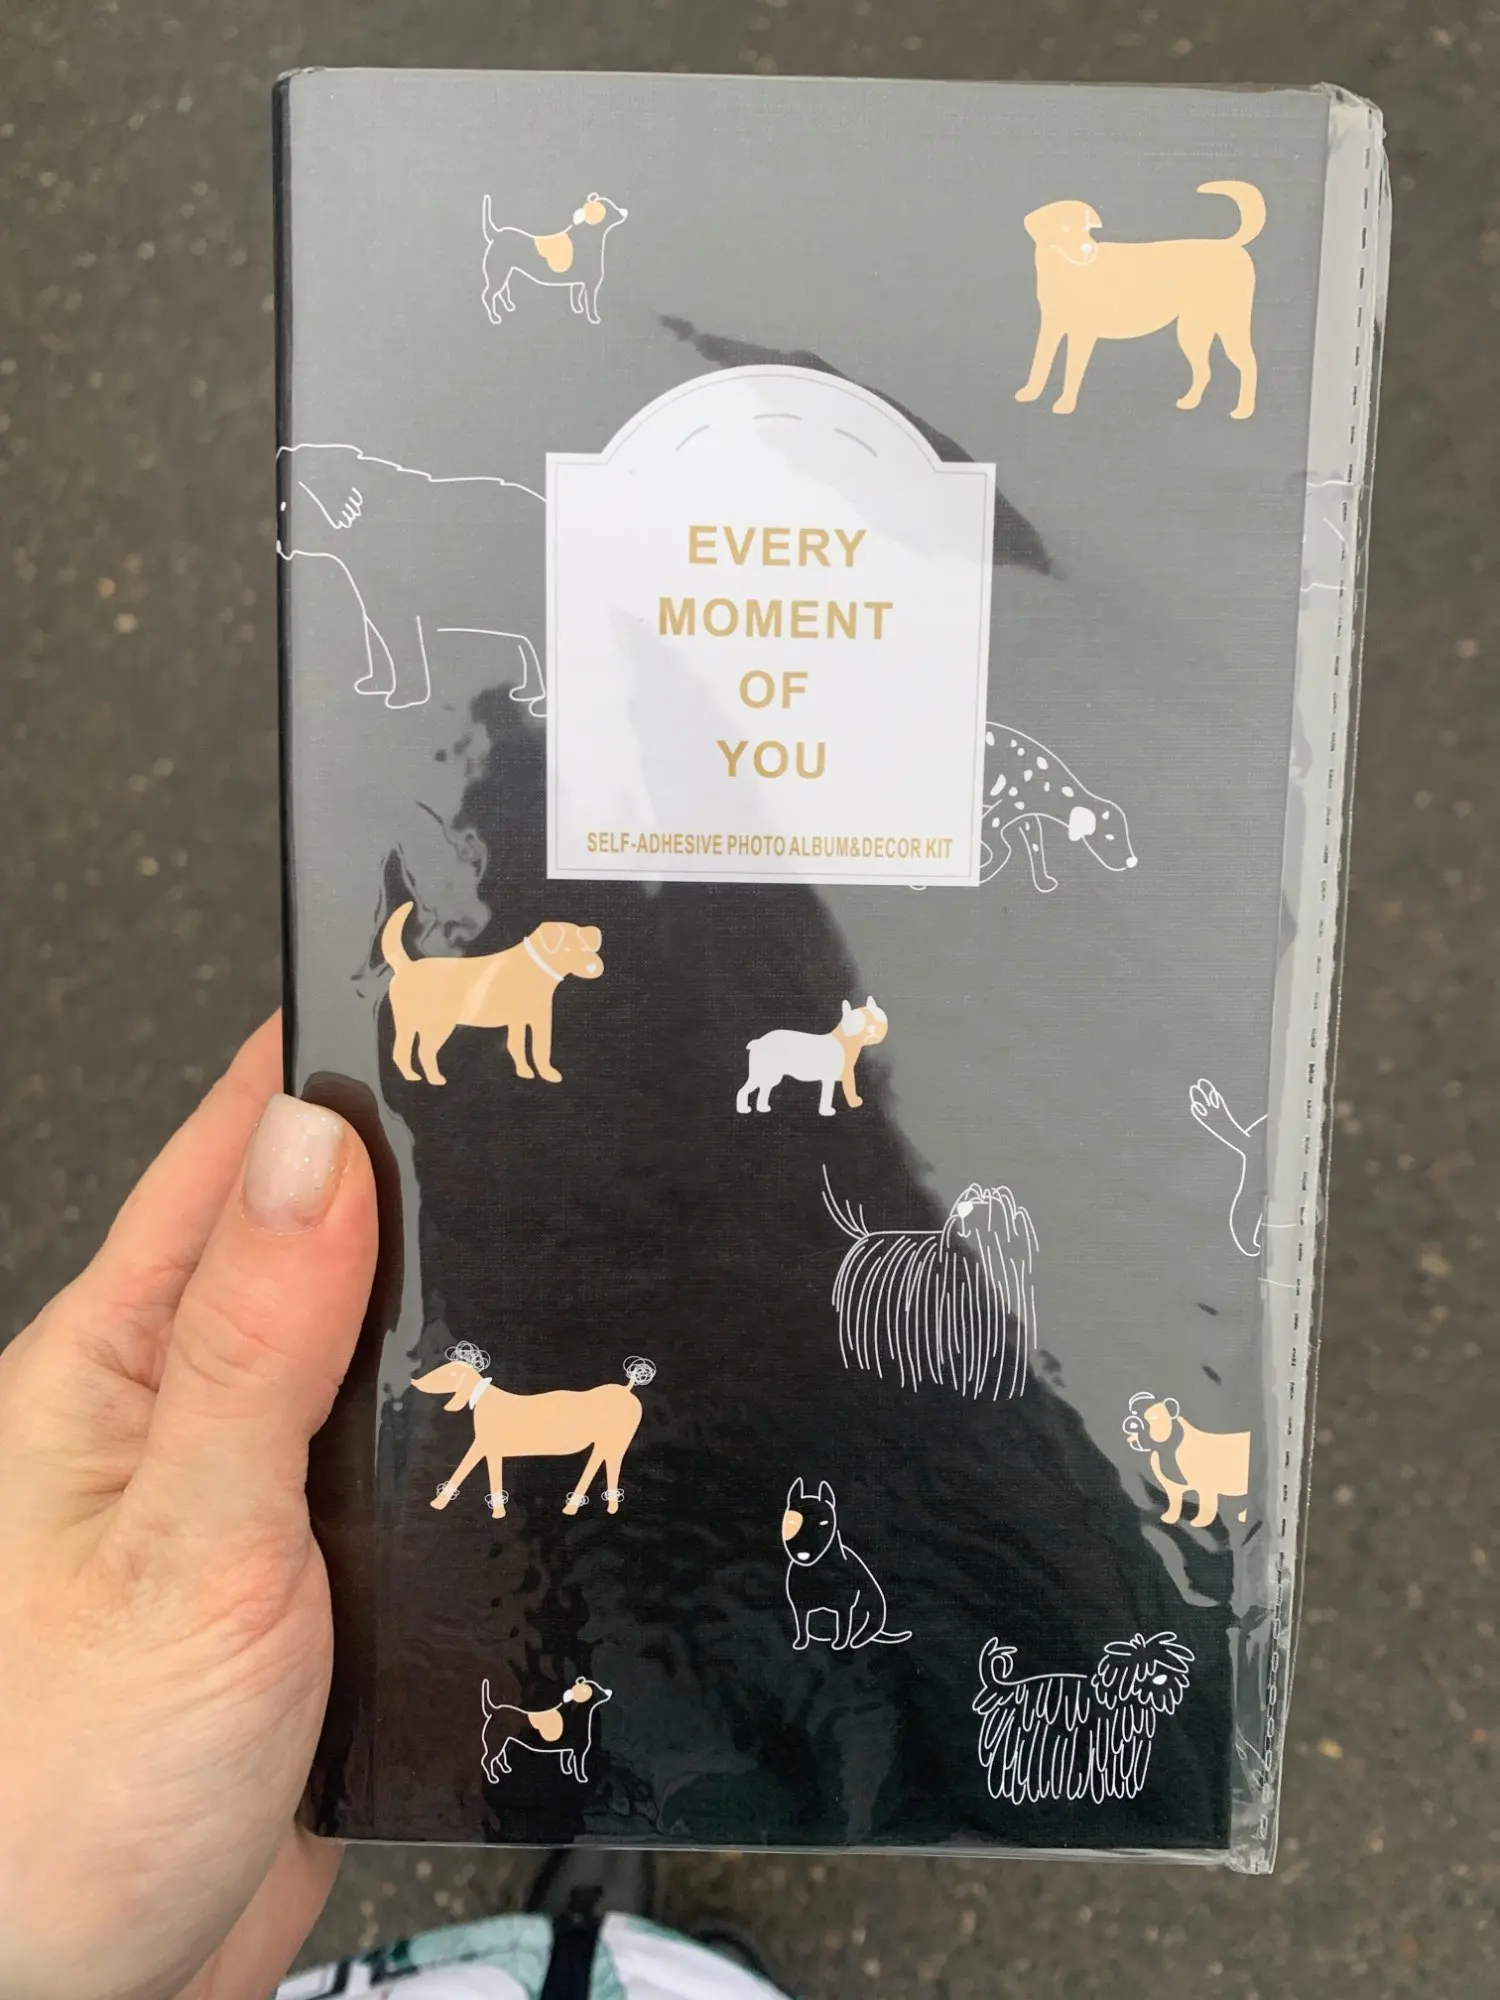 EVERY
MOMENT
OF
YOU
SELF-ADHESIVE PHOTO ALBUM&DECOR KIT